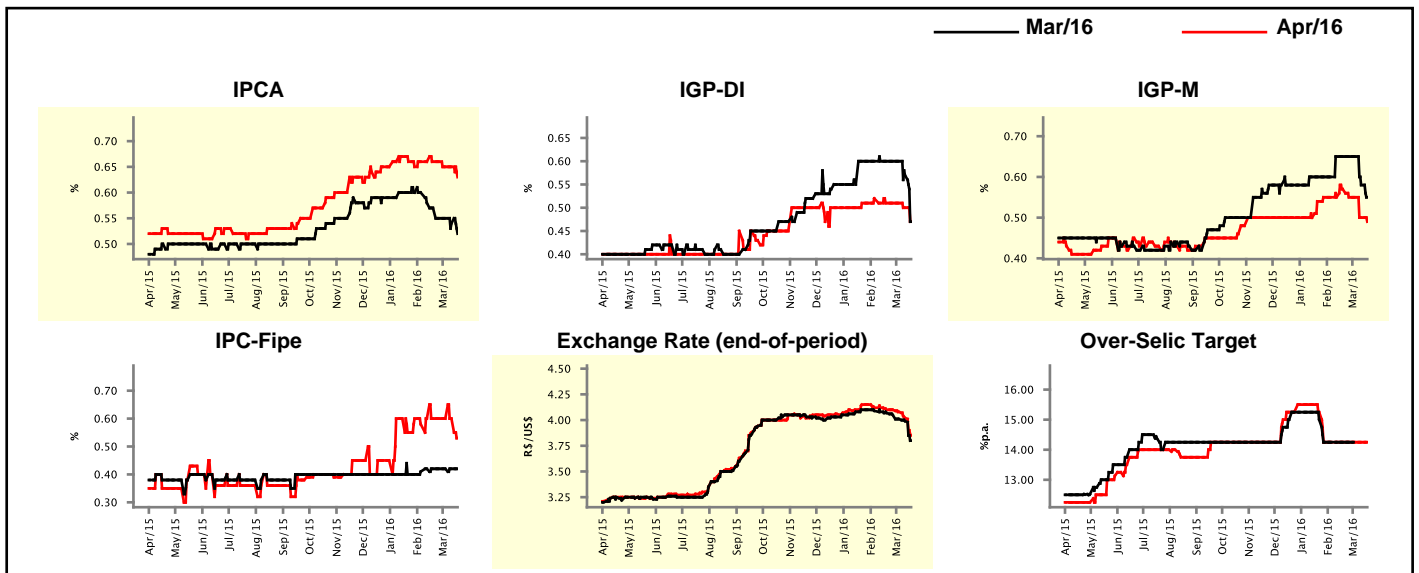 Mar/16 Apr/16
IPCA
%
0.70
0.65
0.60
0.55
0.50
Apr/15 May/15 Jun/15 Jul/15 Aug/15 Sep/15 Oct/15 Nov/15 Dec/15 Jan/16 Feb/16 Mar/16
IGP-DI
%
0.65
0.60
0.55
0.50
0.45
0.40
Apr/15 May/15 Jun/15 Jul/15 Aug/15 Sep/15 Oct/15 Nov/15 Dec/15 Jan/16 Feb/16 Mar/16
IGP-M
%
0.70
0.60
0.50
0.40
Apr/15 May/15 Jun/15 Jul/15 Aug/15 Sep/15 Oct/15 Nov/15 Dec/15 Jan/16 Feb/16 Mar/16
IPC-Fipe
%
0.70
0.60
0.50
0.40
0.30
Apr/15 May/15 Jun/15 Jul/15 Aug/15 Sep/15 Oct/15 Nov/15 Dec/15 Jan/16 Feb/16 Mar/16
Exchange Rate (end-of-period)
R$/US$
4.50
4.25
4.00
3.75
3.50
3.25
Apr/15 May/15 Jun/15 Jul/15 Aug/15 Sep/15 Oct/15 Nov/15 Dec/15 Jan/16 Feb/16 Mar/16
Over-Selic Target
%p.a.
16.00
15.00
14.00
13.00
Apr/15 May/15 Jun/15 Jul/15 Aug/15 Sep/15 Oct/15 Nov/15 Dec/15 Jan/16 Feb/16 Mar/16